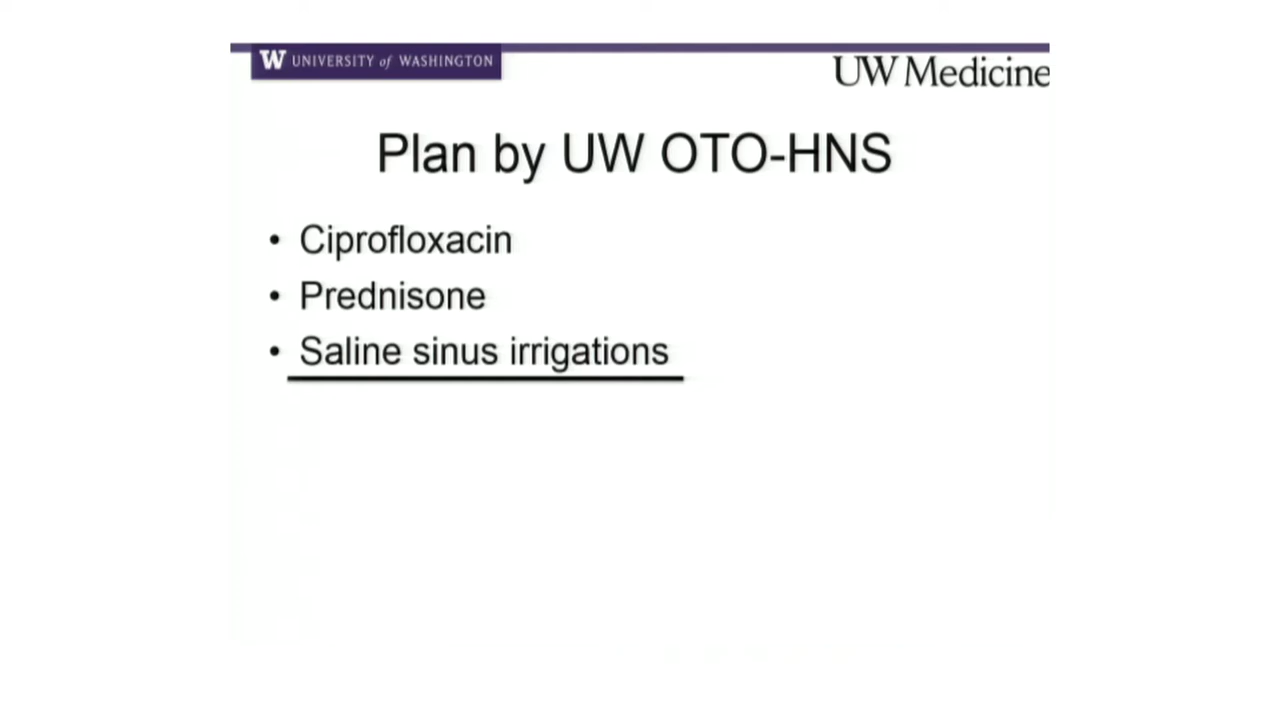 W UNIVERSITY of WASHINGTON
UW Medicine
Plan by UW OTO-HNS
• Ciprofloxacin
• Prednisone
• Saline sinus irrigations